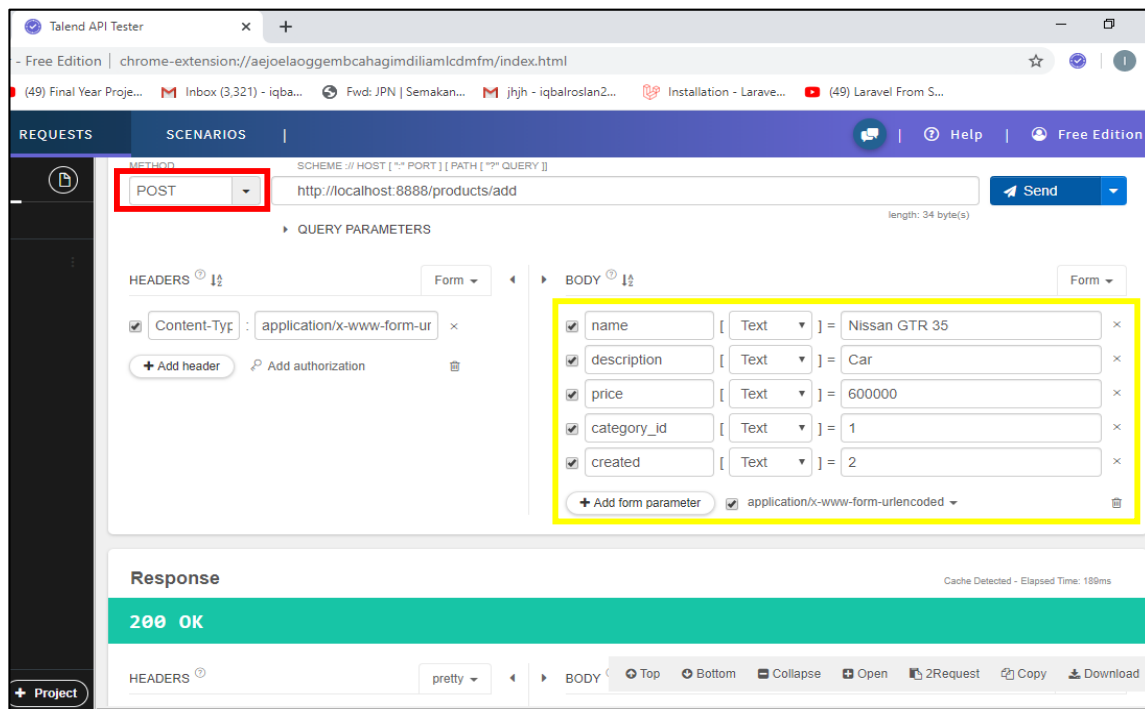 Talend API Tester × +
- Free Edition | chrome-extension://aejoelaoggembcahagimdiliamlcdmfm/index.html
(49) Final Year Proje... Inbox (3,321) - iqba... Fwd: JPN | Semakan... jhjh - iqbalroslan2... Installation - Larave... (49) Laravel From S...
REQUESTS SCENARIOS | | Help | Free Edition
METHOD SCHEME :// HOST [ ":" PORT ] [ PATH [ "?" QUERY ]]
POST http://localhost:8888/products/add Send
length: 34 byte(s)
QUERY PARAMETERS
HEADERS Form BODY Form
Content-Typ : application/x-www-form-ur × name [ Text ] = Nissan GTR 35 ×
+ Add header Add authorization description [ Text ] = Car ×
price [ Text ] = 600000 ×
category_id [ Text ] = 1 ×
created [ Text ] = 2 ×
+ Add form parameter application/x-www-form-urlencoded
Response Cache Detected - Elapsed Time: 189ms
200 OK
HEADERS pretty BODY Top Bottom Collapse Open 2Request Copy Download
+ Project